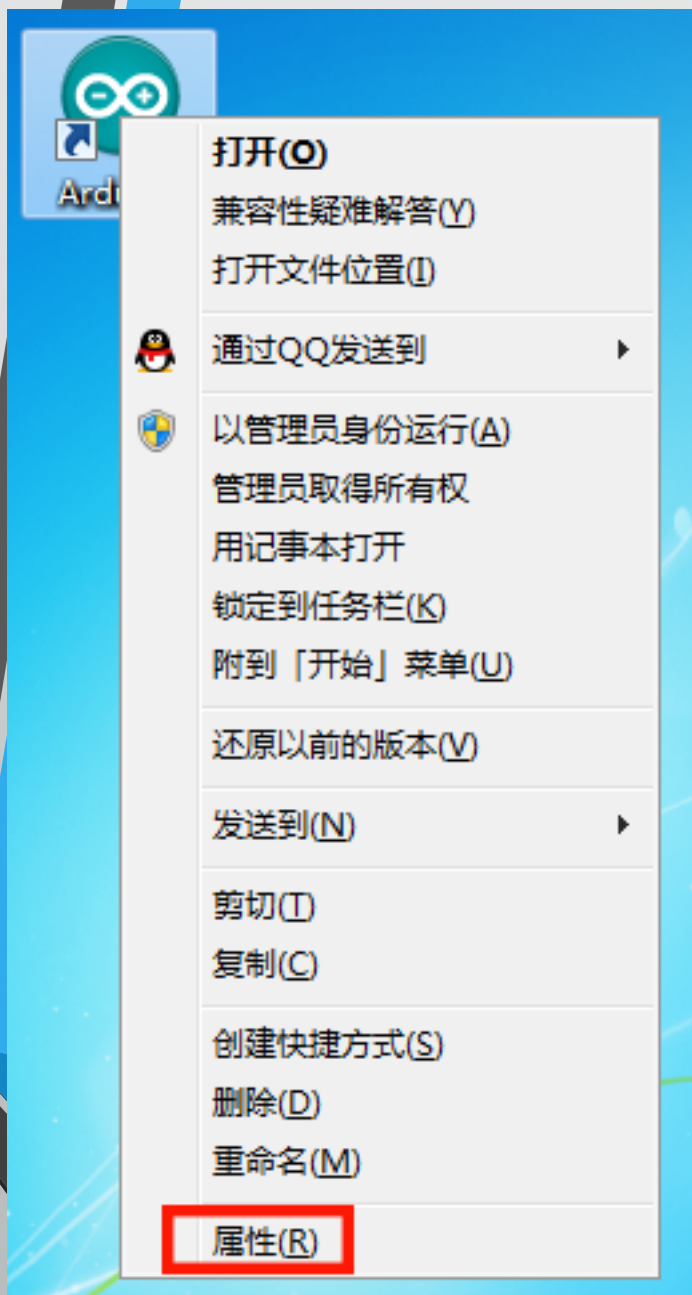 Ard
打开(O)
兼容性疑难解答(Y)
打开文件位置(I)
通过QQ发送到
以管理员身份运行(A)
管理员取得所有权
用记事本打开
锁定到任务栏(K)
附到「开始」菜单(U)
还原以前的版本(V)
发送到(N)
剪切(T)
复制(C)
创建快捷方式(S)
删除(D)
重命名(M)
属性(R)